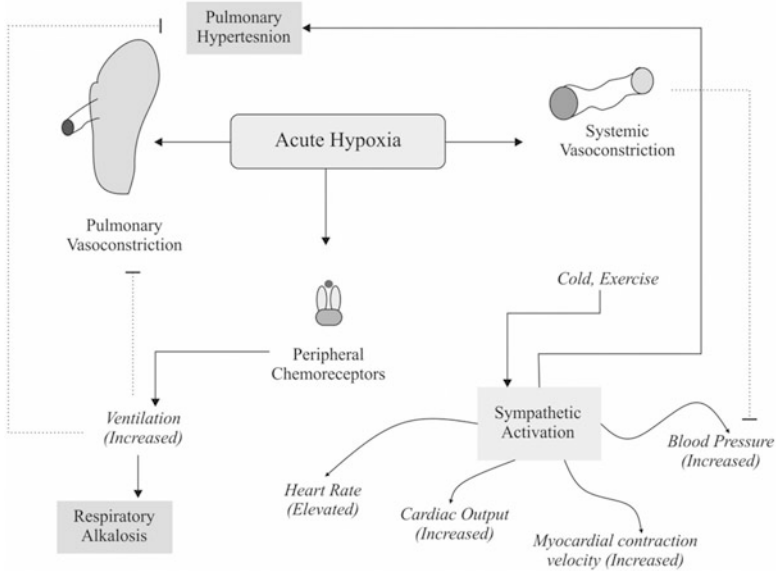 Pulmonary
Hypertesnion
Acute Hypoxia
Systemic
Vasoconstriction
Pulmonary
Vasoconstriction
Cold, Exercise
Peripheral
Chemoreceptors
Ventilation
(Increased)
Sympathetic
Activation
Blood Pressure
(Increased)
Heart Rate
(Elevated)
Cardiac Output
(Increased)
Respiratory
Alkalosis
Myocardial contraction
velocity (Increased)